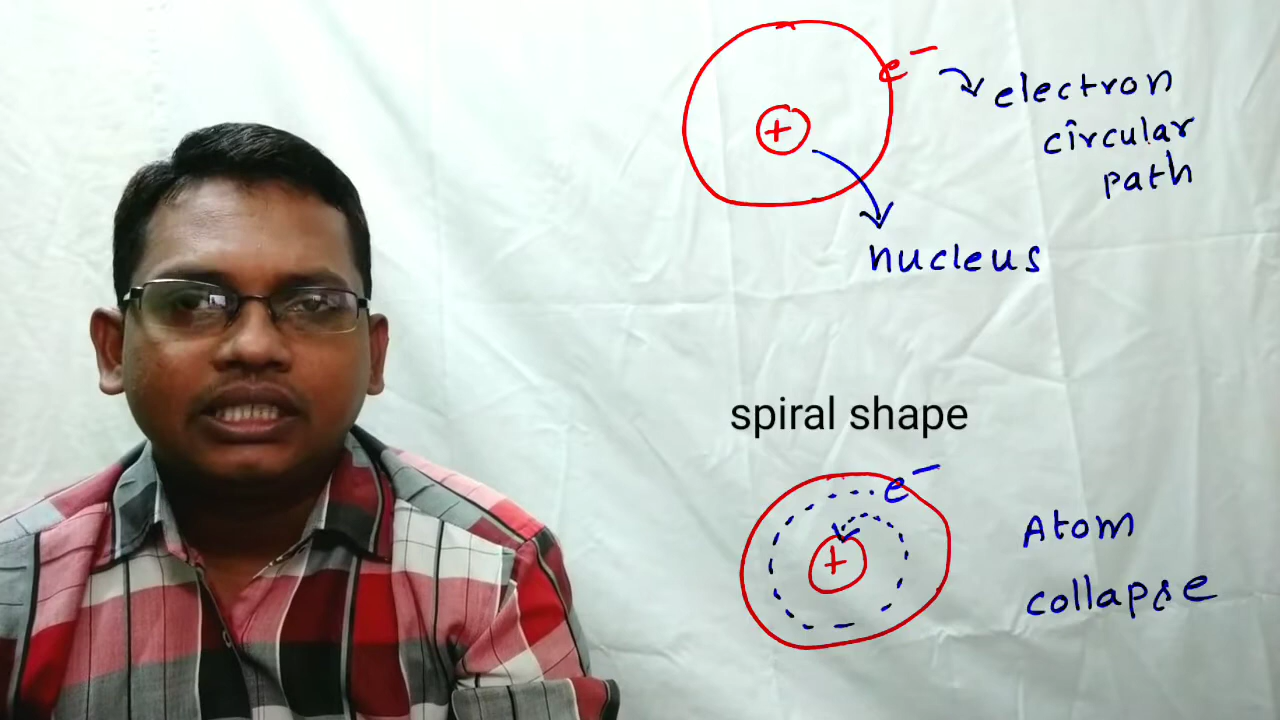 e⁻
electron
circular
path
+
nucleus
spiral shape
e⁻
+
Atom
collapse